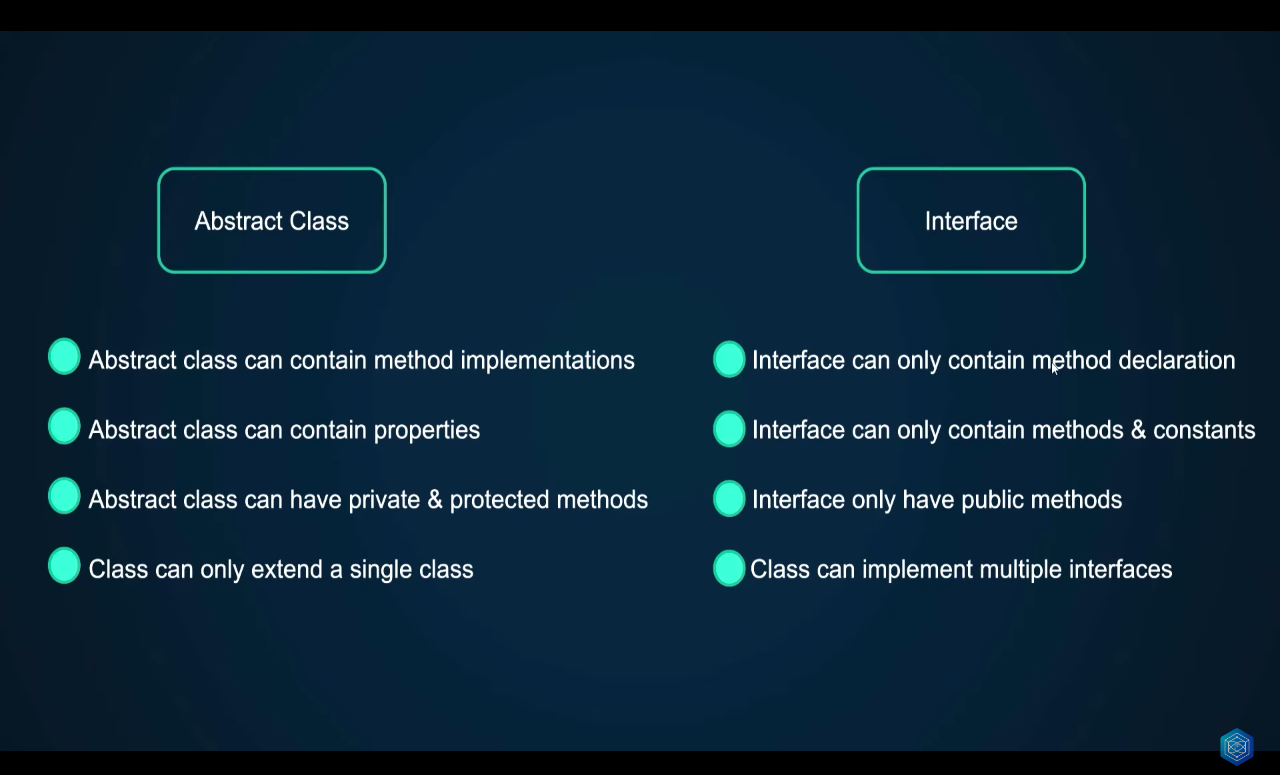 Abstract Class
Abstract class can contain method implementations
Abstract class can contain properties
Abstract class can have private & protected methods
Class can only extend a single class
Interface
Interface can only contain method declaration
Interface can only contain methods & constants
Interface only have public methods
Class can implement multiple interfaces